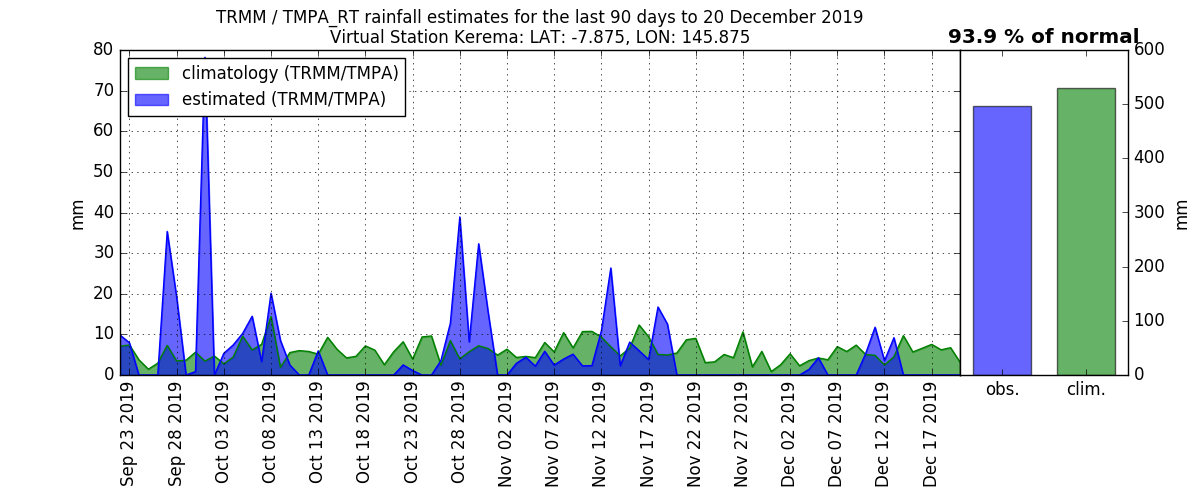 TRMM / TMPA_RT rainfall estimates for the last 90 days to 20 December 2019
Virtual Station Kerema: LAT: -7.875, LON: 145.875
93.9 % of normal
climatology (TRMM/TMPA)
estimated (TRMM/TMPA)
80
70
60
50
40
30
20
10
0
mm
Sep 23 2019
Sep 28 2019
Oct 03 2019
Oct 08 2019
Oct 13 2019
Oct 18 2019
Oct 23 2019
Oct 28 2019
Nov 02 2019
Nov 07 2019
Nov 12 2019
Nov 17 2019
Nov 22 2019
Nov 27 2019
Dec 02 2019
Dec 07 2019
Dec 12 2019
Dec 17 2019
obs.
clim.
600
500
400
300
200
100
0
mm